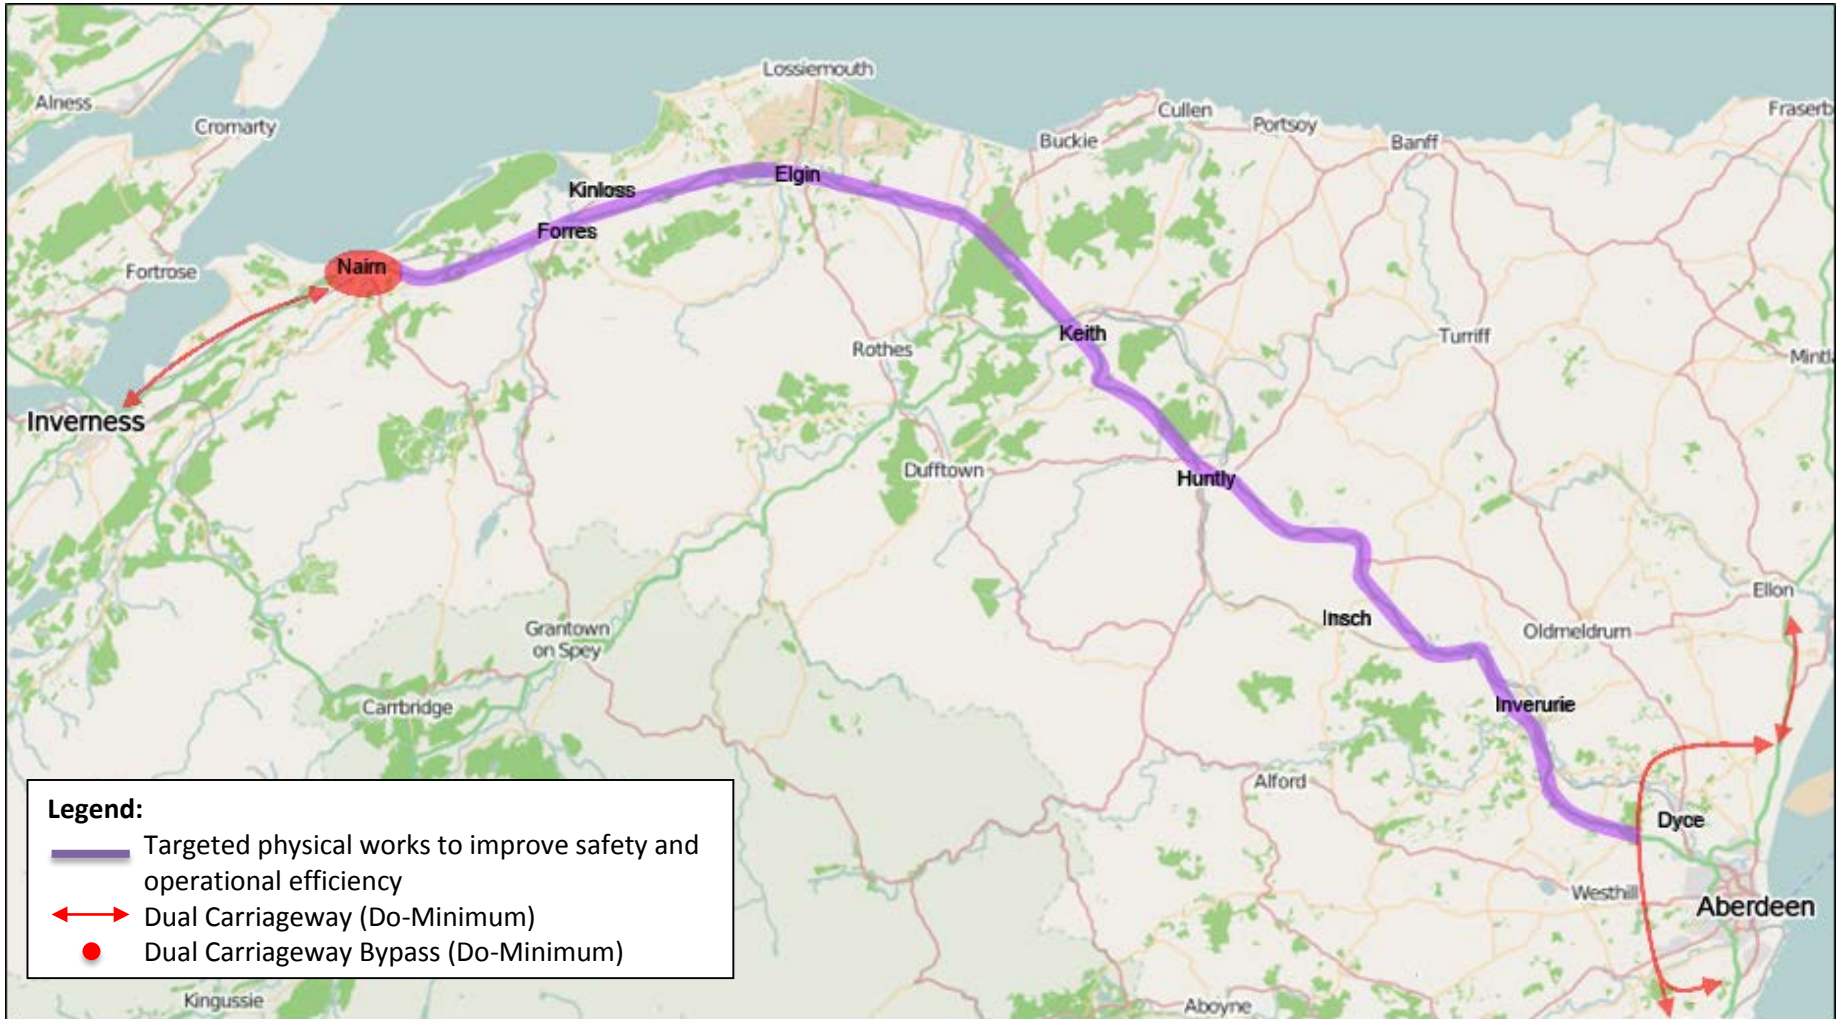 Lossiemouth
Alness
Cromarty
Cullen
Fraserb
Portsoy
Buckie
Banff
Elgin
Kinloss
Forres
Nairn
Fortrose
Keith
Turriff
Rothes
Mintla
Inverness
Dufftown
Huntly
Ellon
Insch
Oldmeldrum
Grantown
on Spey
Carrbridge
Inverurie
Alford
Dyce
Westhill
Aberdeen
Kingussie
Aboyne
Legend:
Targeted physical works to improve safety and
operational efficiency
Dual Carriageway (Do-Minimum)
Dual Carriageway Bypass (Do-Minimum)